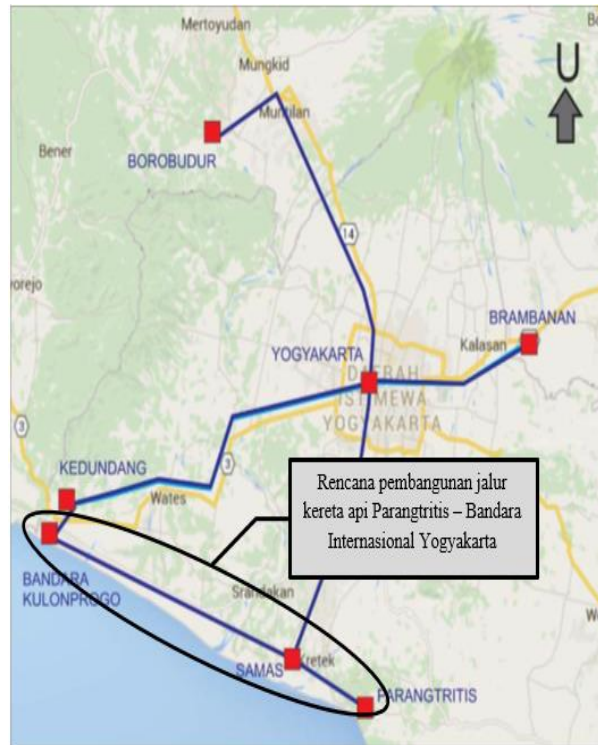 Mertoyudan
Mungkid
Muntilan
U
Bener
BOROBUDUR
14
BRAMBANAN
Kalasan
YOGYAKARTA
DAERAH
ISTIMEWA
YOGYAKARTA
3
KEDUNDANG
3
Wates
Rencana pembangunan jalur
kereta api Parangtritis – Bandara
Internasional Yogyakarta
BANDARA
KULONPROGO
Srandakan
SAMAS
Kretek
PARANGTRITIS